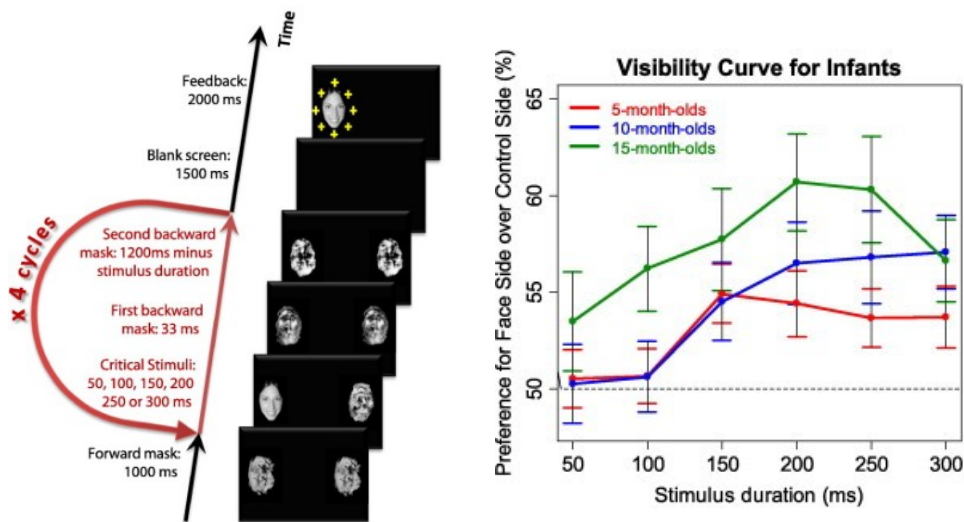 Time
Feedback:
2000 ms
Blank screen:
1500 ms
x 4 cycles
Second backward
mask: 1200ms minus
stimulus duration
First backward
mask: 33 ms
Critical Stimuli:
50, 100, 150, 200
250 or 300 ms
Forward mask:
1000 ms
Visibility Curve for Infants
Preference for Face Side over Control Side (%)
65
60
55
50
5-month-olds
10-month-olds
15-month-olds
50 100 150 200 250 300
Stimulus duration (ms)